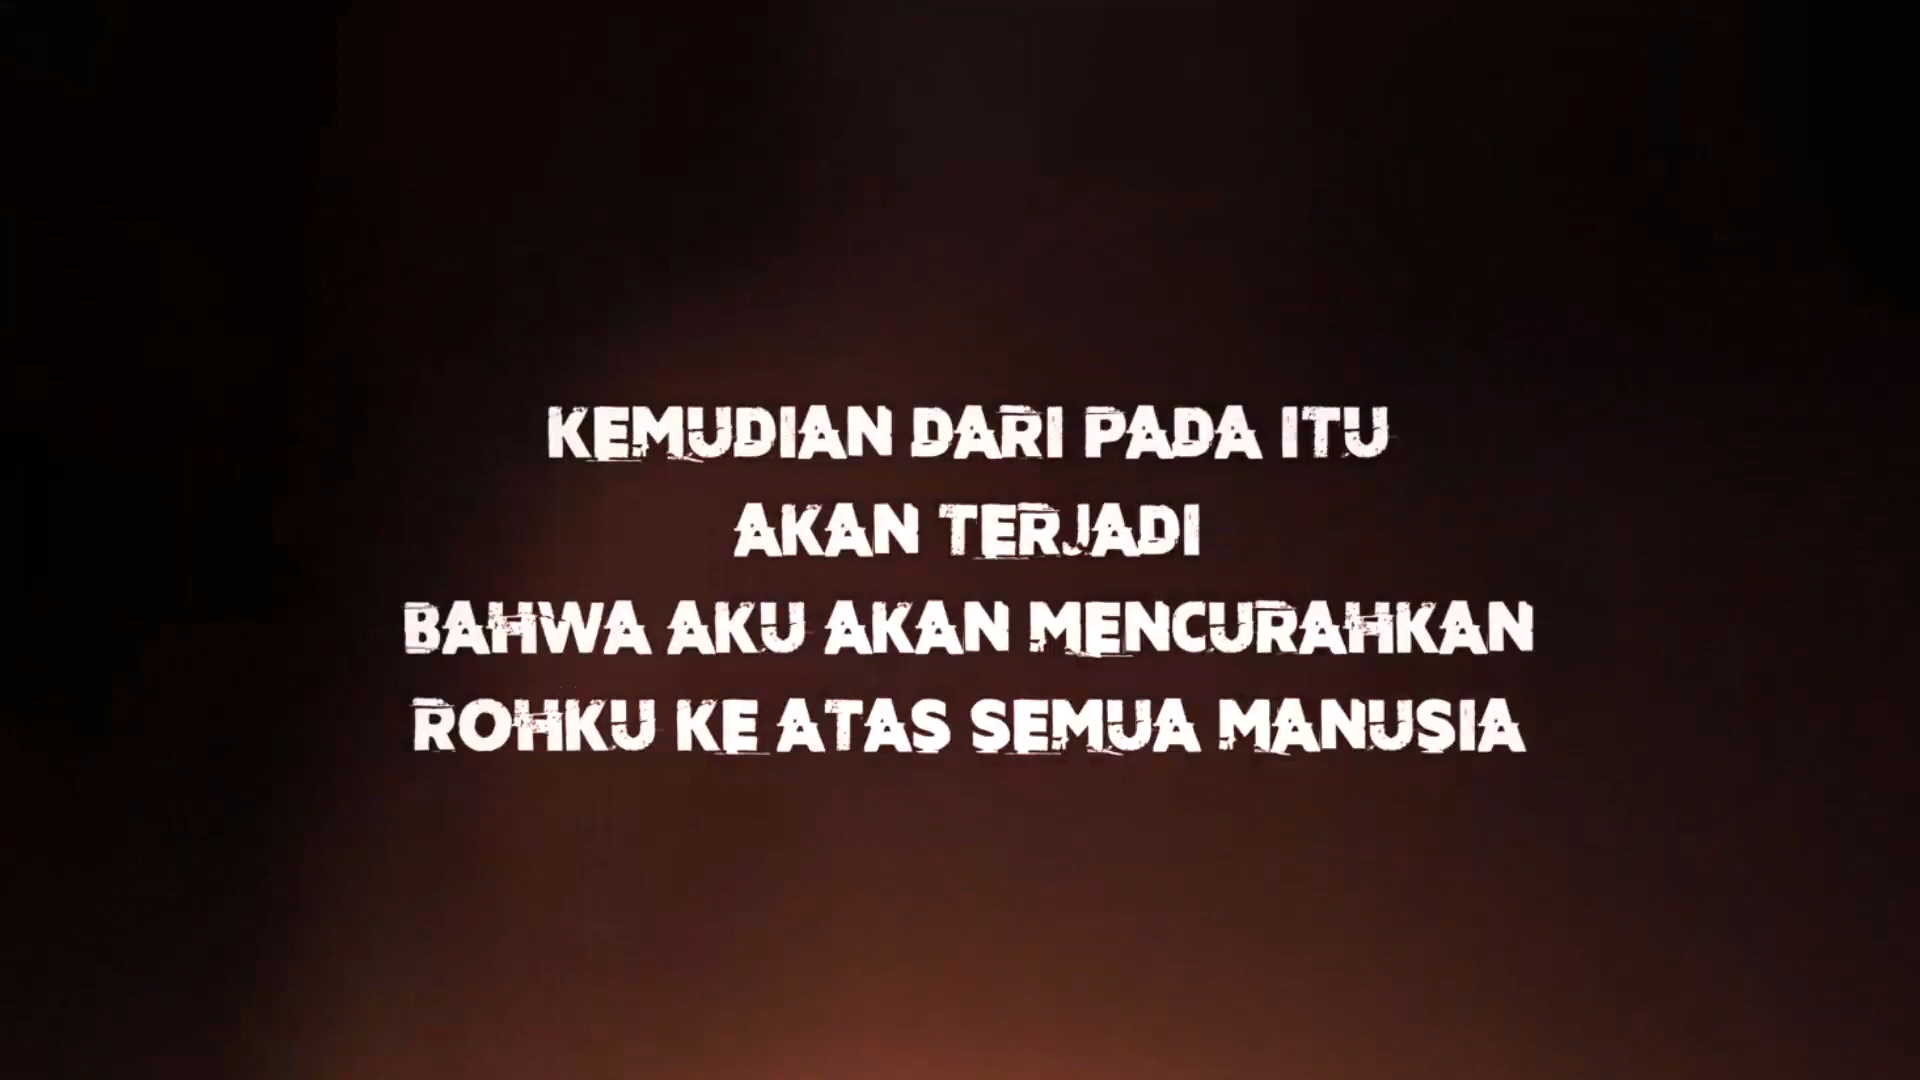 KEMUDIAN DARI PADA ITU
AKAN TERJADI
BAHWA AKU AKAN MENCURAHKAN
ROHKU KE ATAS SEMUA MANUSIA